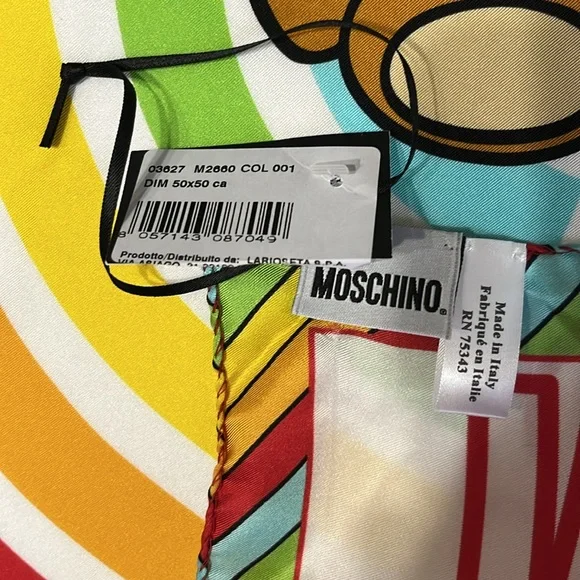 03627 M2660 COL 001
DIM 50x50 ca
8 057143 087049
Prodotto/Distribuito da: LARIOSETA S.P.A.
VIA
MOSCHINO®
Made in Italy
Fabriqué en Italie
RN 75343